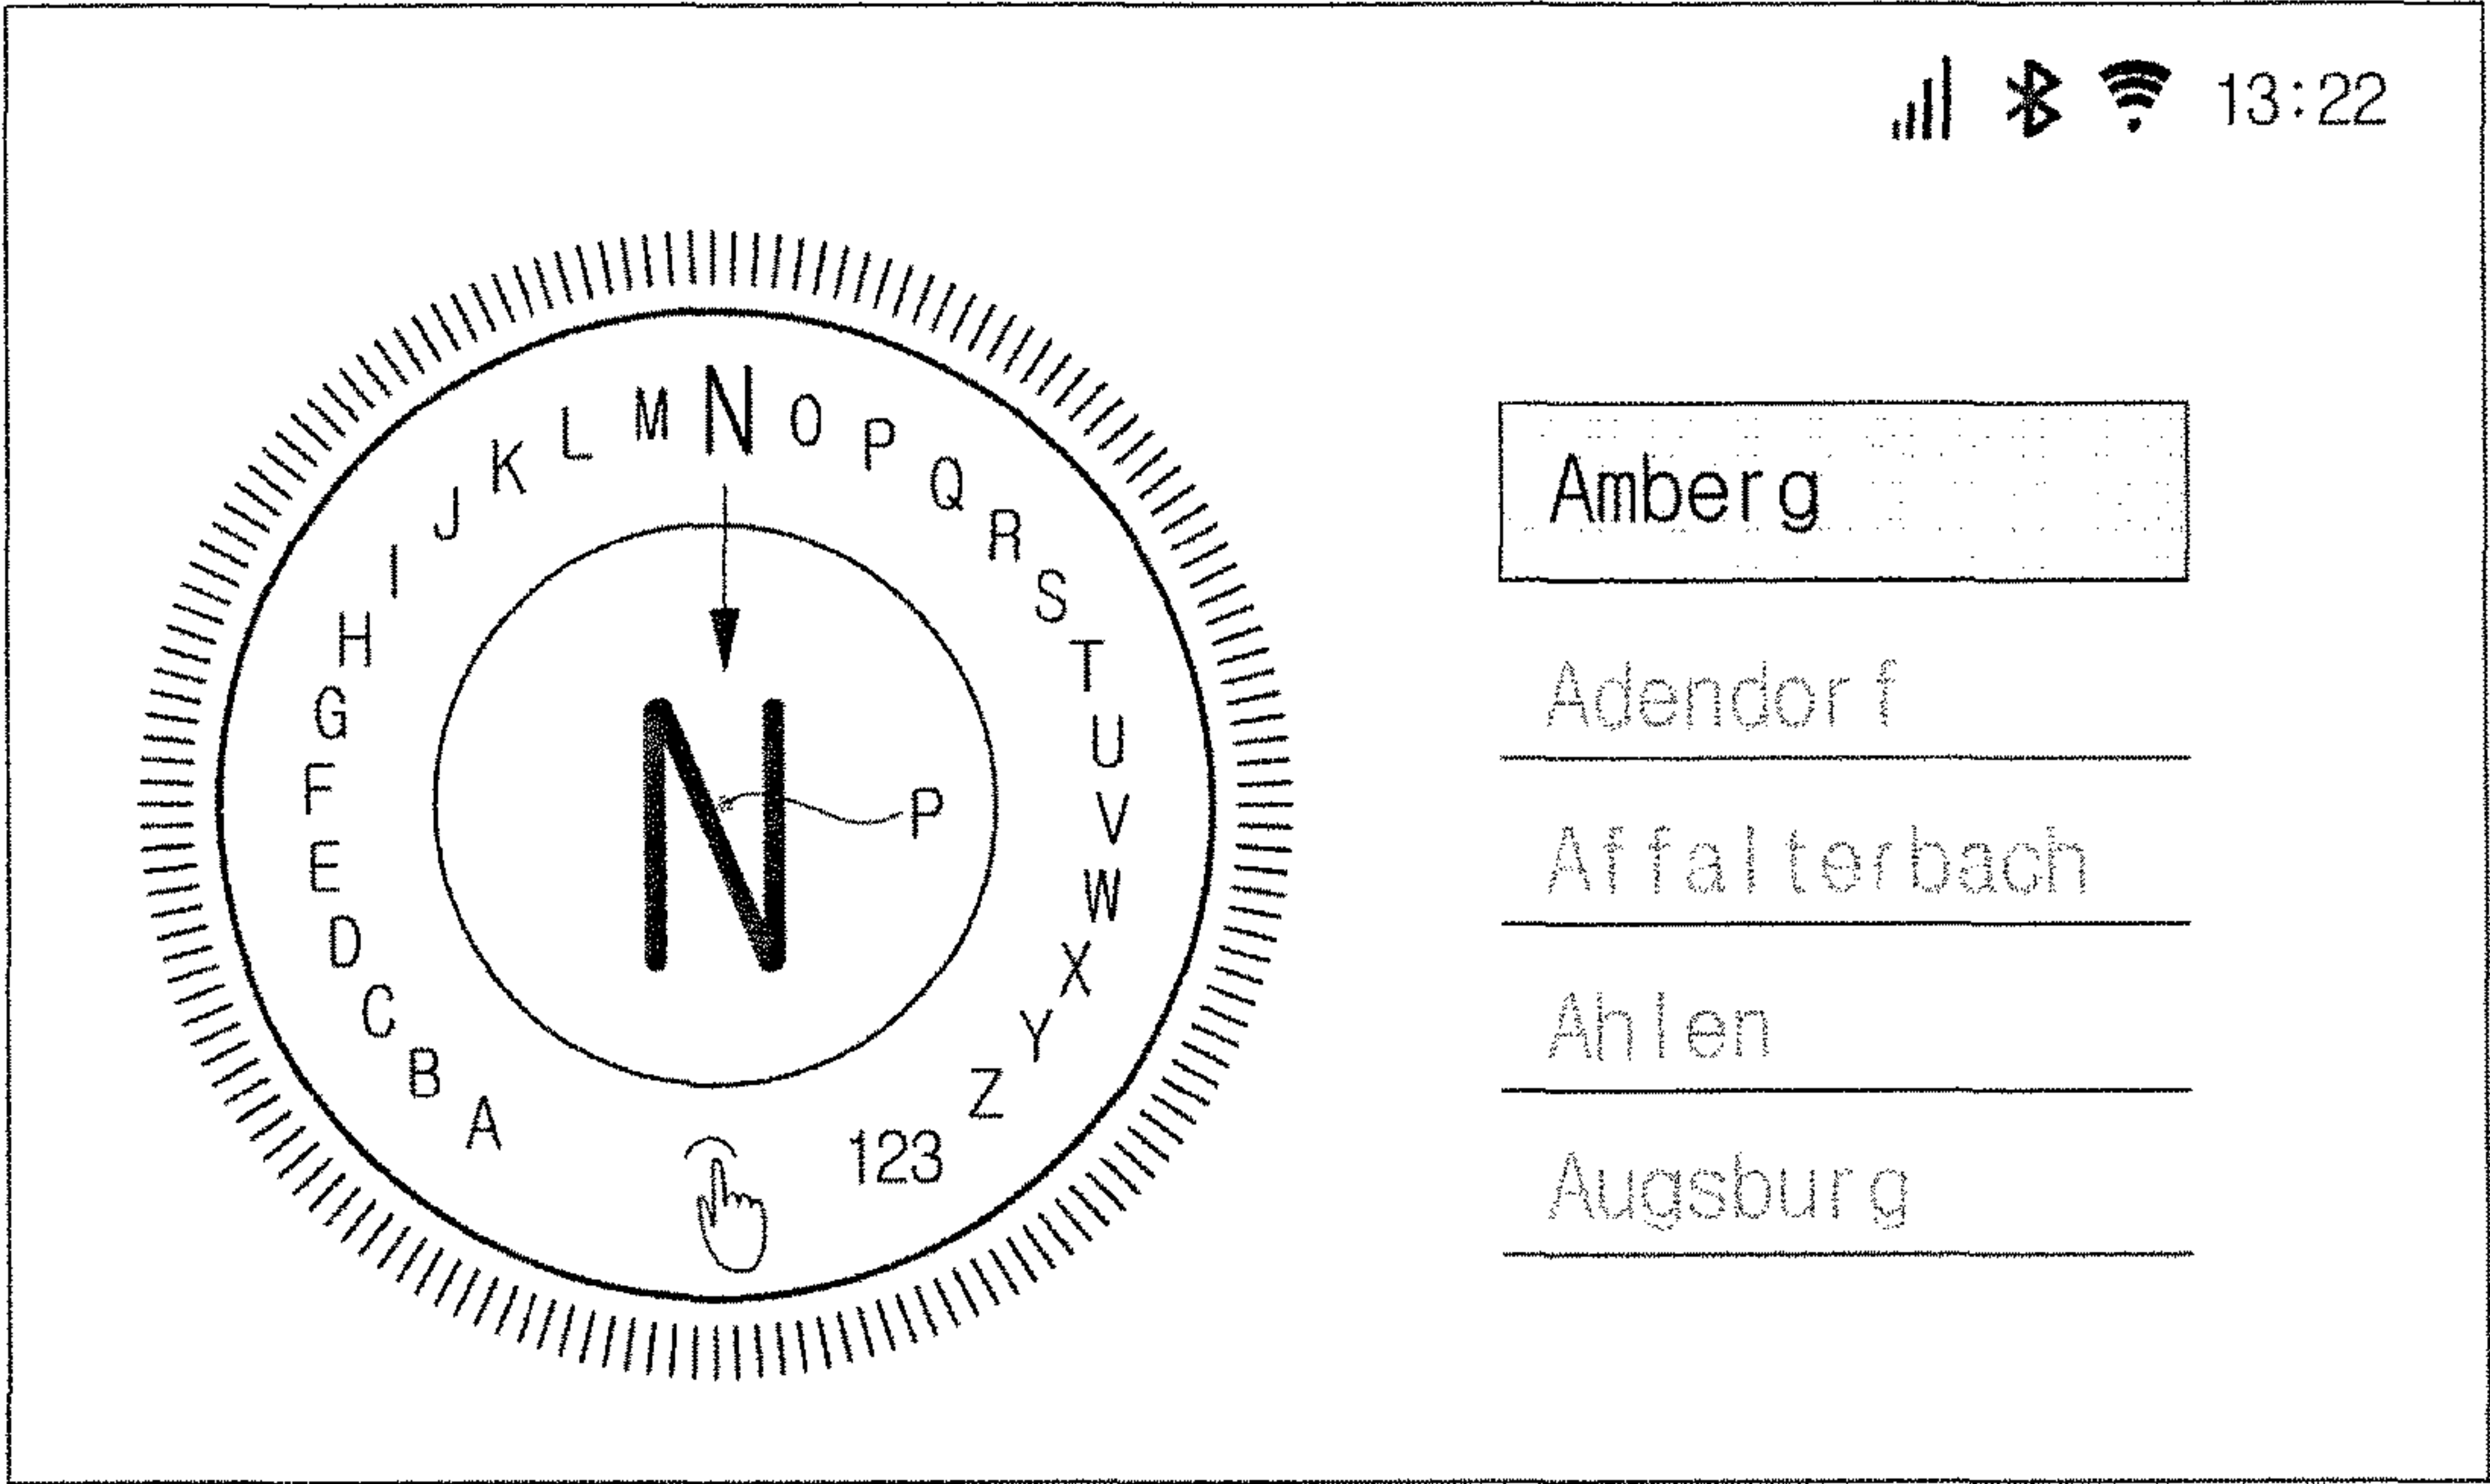 13:22
A B C D E F G H I J K L M N O P Q R S T U V W X Y Z 123
N
P
Amberg
Adendorf
Affalterbach
Ahlen
Augsburg